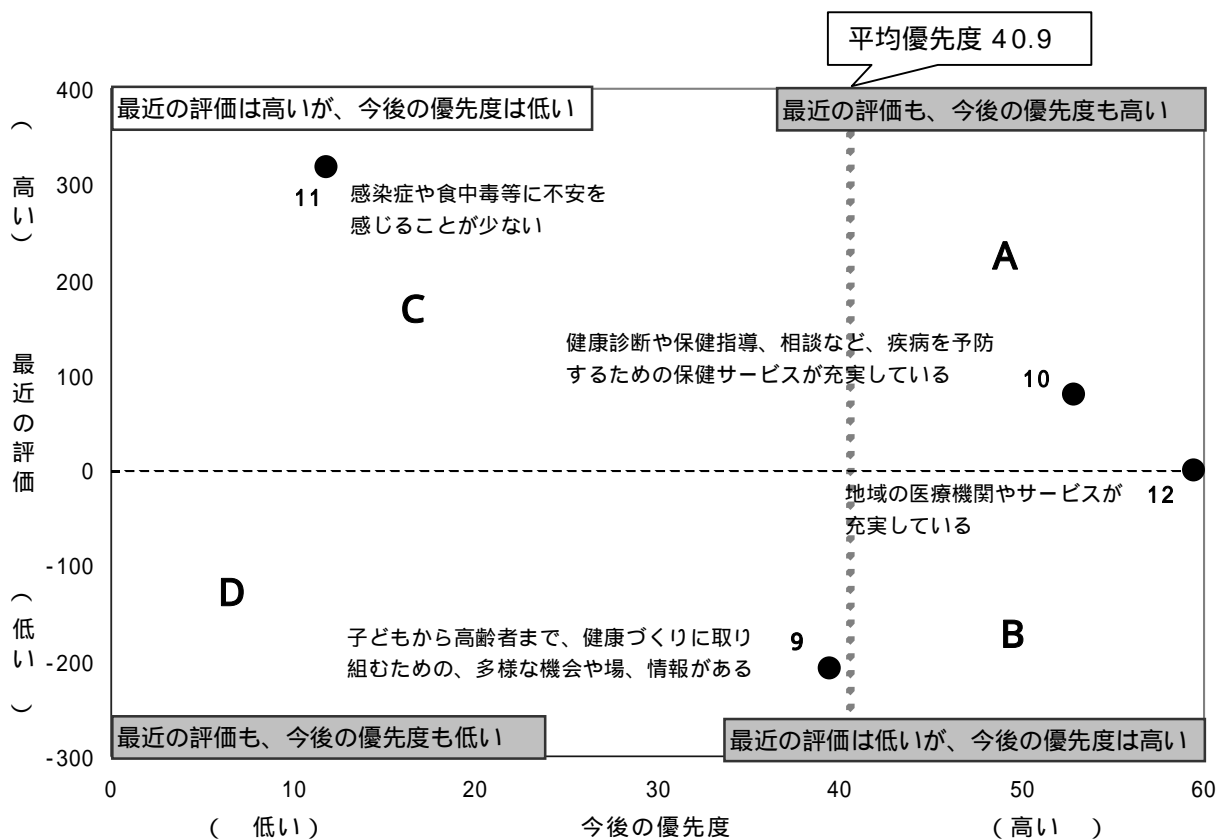 平均優先度 40.9
最近の評価は高いが、今後の優先度は低い
最近の評価も、今後の優先度も高い
400
300
200
100
0
-100
-200
-300
（ 高い）
最近の評価
（低い ）
11
感染症や食中毒等に不安を
感じることが少ない
A
C
健康診断や保健指導、相談など、疾病を予防
するための保健サービスが充実している
10
地域の医療機関やサービスが
充実している
12
D
B
子どもから高齢者まで、健康づくりに取り
組むための、多様な機会や場、情報がある
9
最近の評価も、今後の優先度も低い
最近の評価は低いが、今後の優先度は高い
0 10 20 30 40 50 60
（ 低い） 今後の優先度 （高い ）